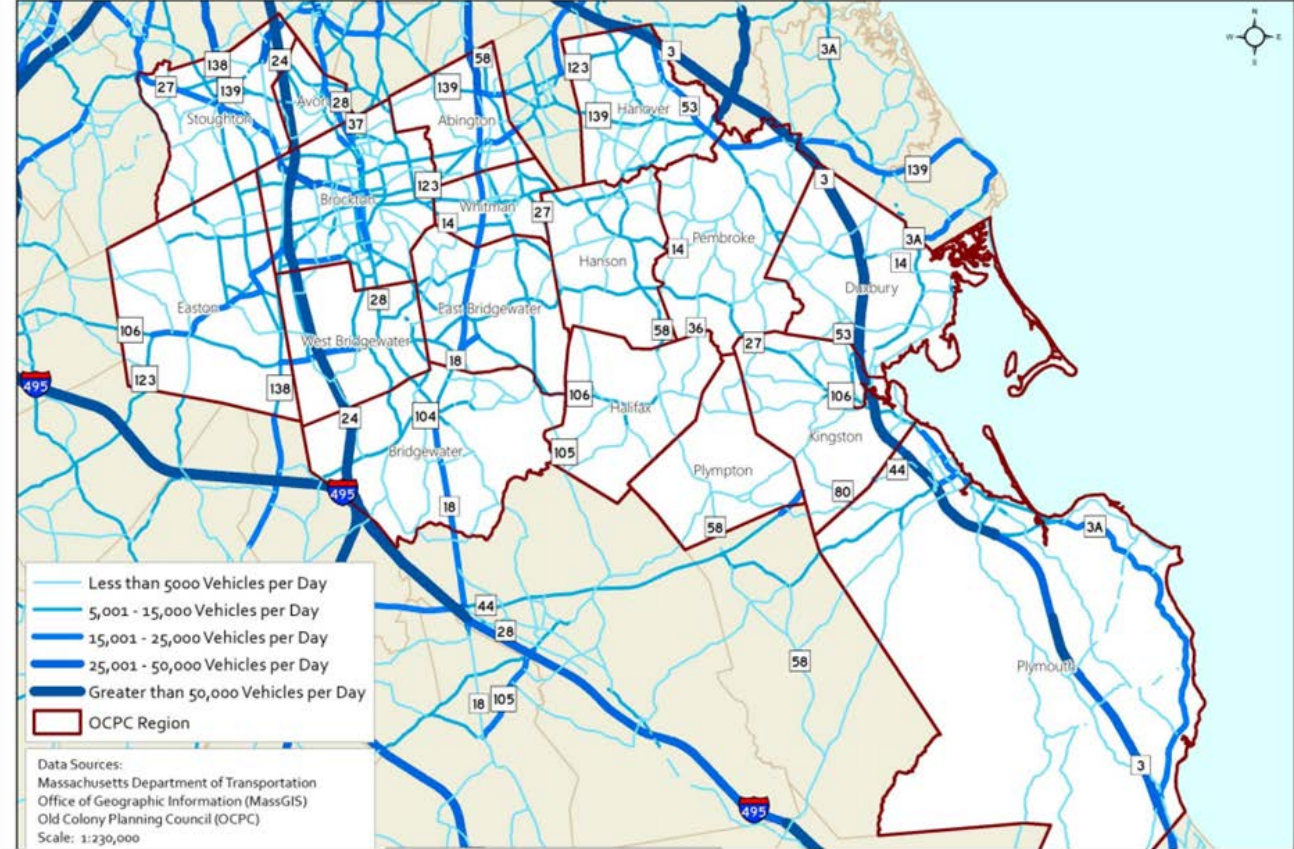 N
W E
S
3
3A
138
24
58
27
139
123
139
28
Avon
Hanover
53
Stoughton
37
Abington
139
139
123
3
Brockton
Whitman
27
14
Pembroke
3A
14
14
Hanson
Duxbury
28
Easton
East Bridgewater
106
West Bridgewater
58
36
53
27
18
123
138
495
106
106
24
104
Halifax
Kingston
Bridgewater
105
Plympton
44
495
80
18
58
3A
Less than 5000 Vehicles per Day
5,001 - 15,000 Vehicles per Day
15,001 - 25,000 Vehicles per Day
25,001 - 50,000 Vehicles per Day
Greater than 50,000 Vehicles per Day
OCPC Region
44
28
58
Plymouth
18
105
3
495
Data Sources:
Massachusetts Department of Transportation
Office of Geographic Information (MassGIS)
Old Colony Planning Council (OCPC)
Scale: 1:230,000